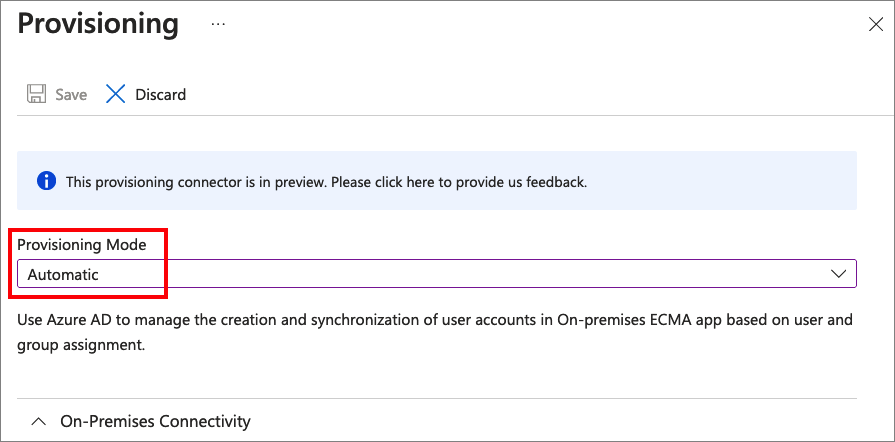 Provisioning ...
Save Discard
This provisioning connector is in preview. Please click here to provide us feedback.
Provisioning Mode
Automatic
Use Azure AD to manage the creation and synchronization of user accounts in On-premises ECMA app based on user and
group assignment.
On-Premises Connectivity